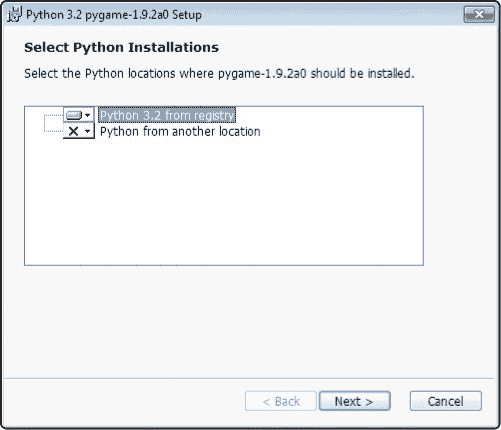 Python 3.2 pygame-1.9.2a0 Setup
Select Python Installations
Select the Python locations where pygame-1.9.2a0 should be installed.
Python 3.2 from registry
Python from another location
< Back Next > Cancel